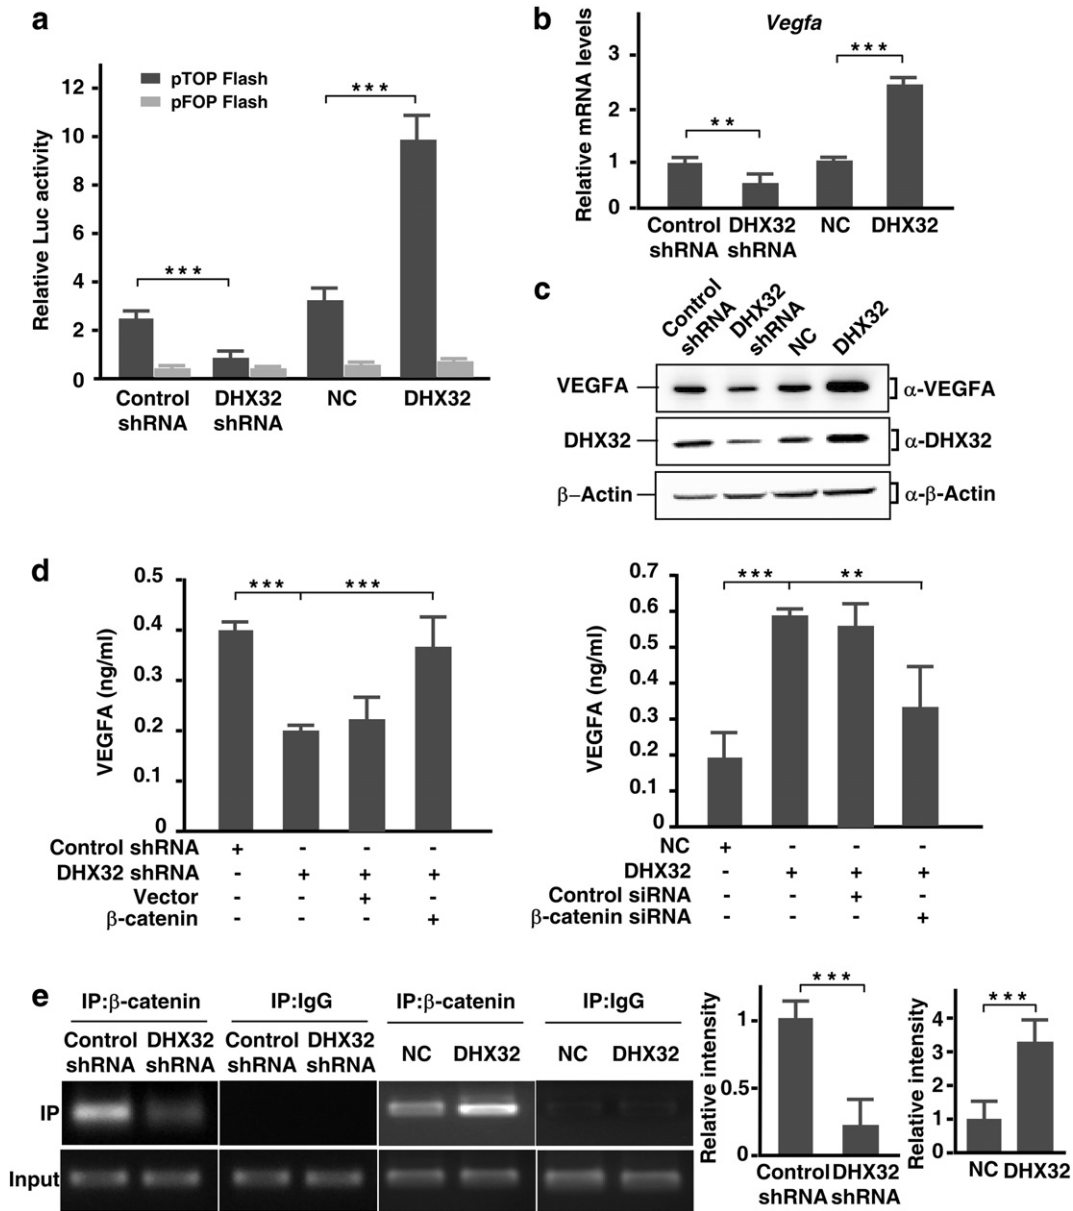 a
pTOP Flash
pFOP Flash
***
***
Relative Luc activity
12
10
8
6
4
2
0
Control
shRNA
DHX32
shRNA
NC
DHX32
b
Vegfa
***
**
Relative mRNA levels
3
2
1
0
Control
shRNA
DHX32
shRNA
NC
DHX32
c
Control
shRNA
DHX32
shRNA
NC
DHX32
VEGFA
α-VEGFA
DHX32
α-DHX32
β–Actin
α-β-Actin
d
*** ***
VEGFA (ng/ml)
0.5
0.4
0.3
0.2
0.1
0
Control shRNA + - - -
DHX32 shRNA - + + +
Vector - - + -
β-catenin - - - +
*** **
VEGFA (ng/ml)
0.7
0.6
0.5
0.4
0.3
0.2
0.1
0
NC + - - -
DHX32 - + + +
Control siRNA - - + -
β-catenin siRNA - - - +
e
IP:β-catenin IP:IgG IP:β-catenin IP:IgG
Control
shRNA
DHX32
shRNA
Control
shRNA
DHX32
shRNA
NC DHX32 NC DHX32
IP
Input
***
Relative intensity
1
0.5
0
Control
shRNA
DHX32
shRNA
***
Relative intensity
4
3
2
1
0
NC DHX32